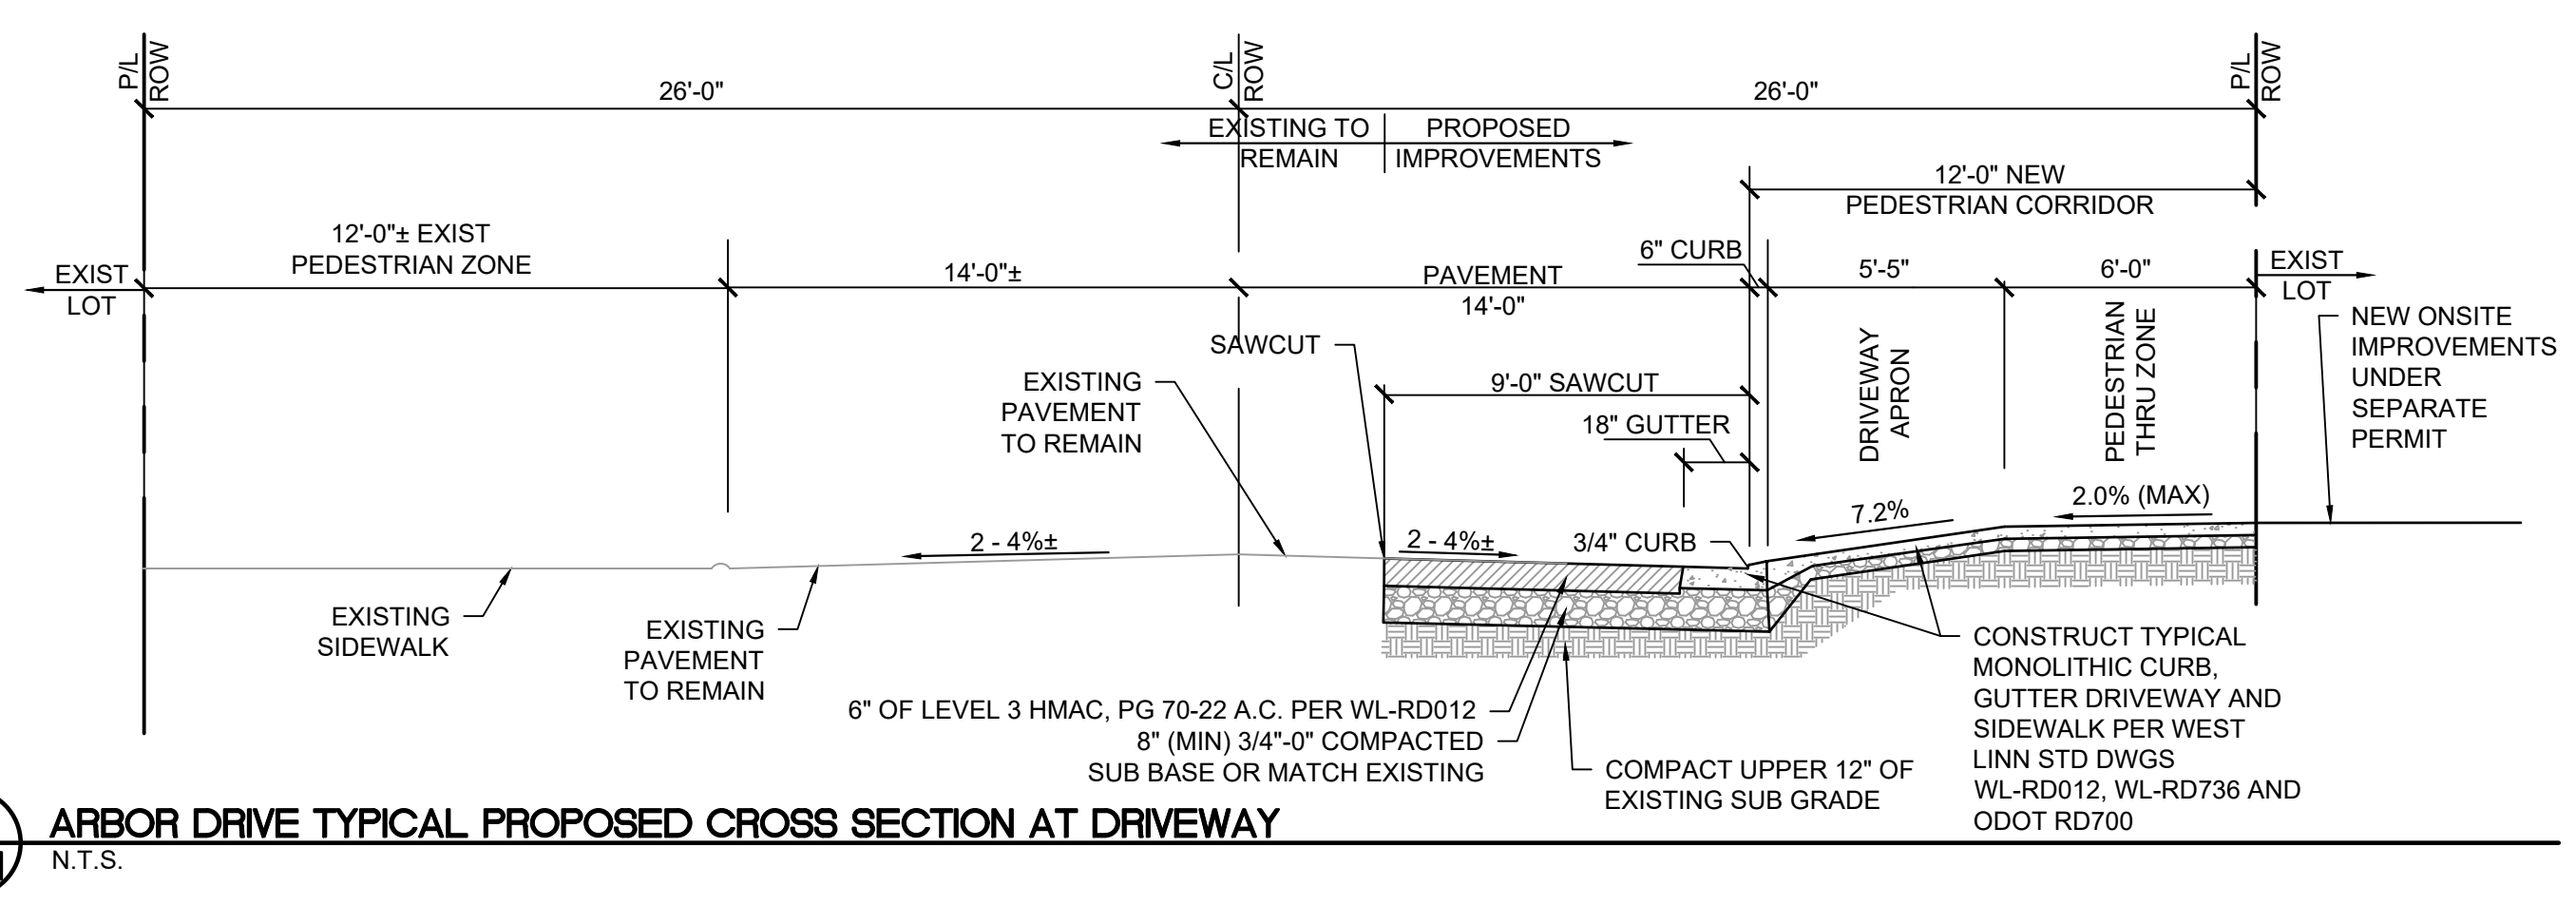 P/L
ROW
C/L
ROW
P/L
ROW
26'-0"
26'-0"
EXISTING TO
REMAIN
PROPOSED
IMPROVEMENTS
12'-0" NEW
PEDESTRIAN CORRIDOR
12'-0"± EXIST
PEDESTRIAN ZONE
EXIST
LOT
14'-0"±
PAVEMENT
14'-0"
6" CURB
5'-5"
6'-0"
EXIST
LOT
SAWCUT
9'-0" SAWCUT
18" GUTTER
DRIVEWAY
APRON
PEDESTRIAN
THRU ZONE
NEW ONSITE
IMPROVEMENTS
UNDER
SEPARATE
PERMIT
EXISTING
PAVEMENT
TO REMAIN
2 - 4%±
2 - 4%±
3/4" CURB
7.2%
2.0% (MAX)
EXISTING
SIDEWALK
EXISTING
PAVEMENT
TO REMAIN
6" OF LEVEL 3 HMAC, PG 70-22 A.C. PER WL-RD012
8" (MIN) 3/4"-0" COMPACTED
SUB BASE OR MATCH EXISTING
COMPACT UPPER 12" OF
EXISTING SUB GRADE
CONSTRUCT TYPICAL
MONOLITHIC CURB,
GUTTER DRIVEWAY AND
SIDEWALK PER WEST
LINN STD DWGS
WL-RD012, WL-RD736 AND
ODOT RD700
ARBOR DRIVE TYPICAL PROPOSED CROSS SECTION AT DRIVEWAY
N.T.S.